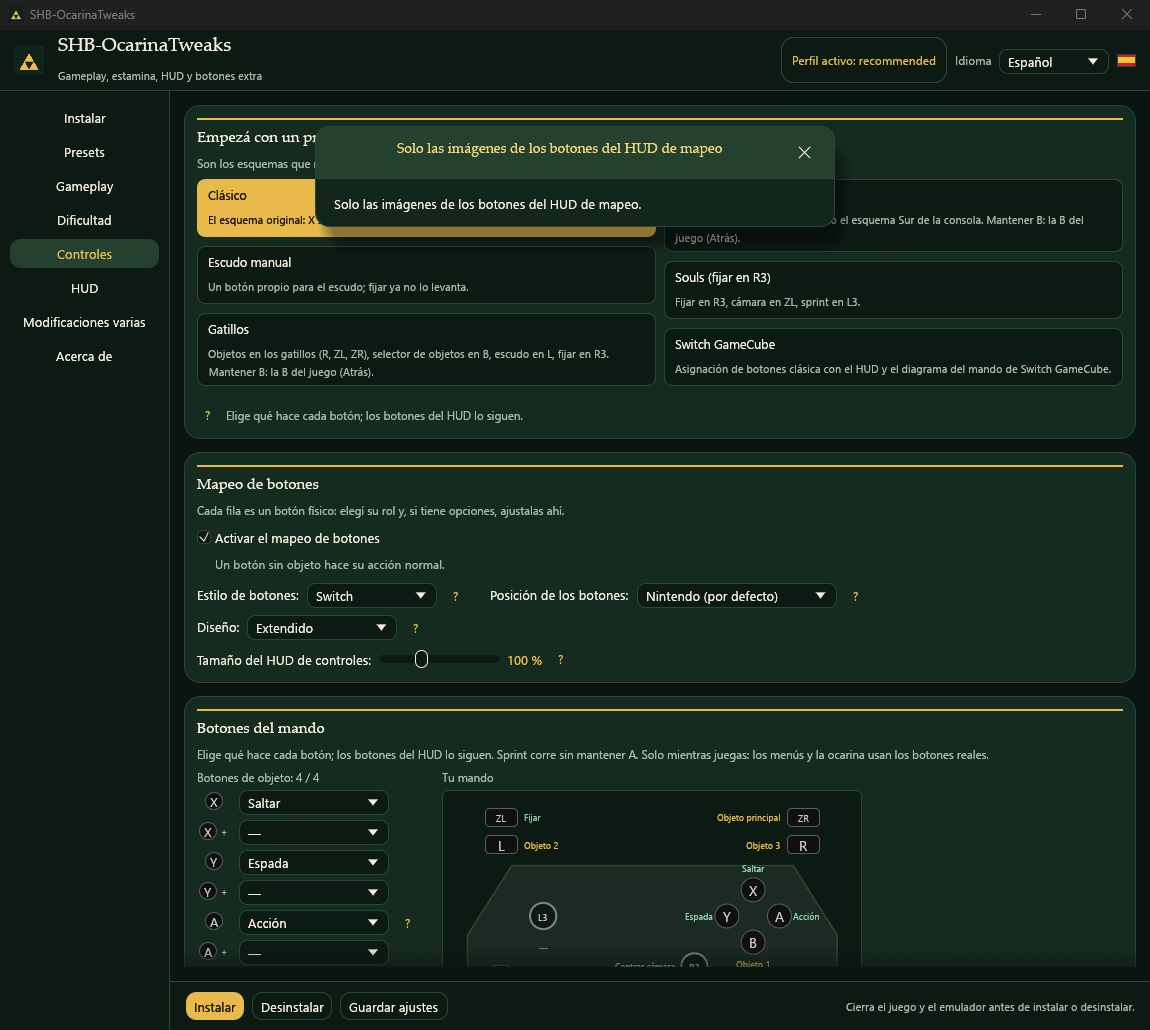 SHB-OcarinaTweaks
SHB-OcarinaTweaks
Gameplay, estamina, HUD y botones extra
Perfil activo: recommended
Idioma
Español
Instalar
Presets
Gameplay
Dificultad
Controles
HUD
Modificaciones varias
Acerca de
Empezá con un
Son los esquemas que
Solo las imágenes de los botones del HUD de mapeo
Solo las imágenes de los botones del HUD de mapeo.
Clásico
El esquema original: X
el esquema Sur de la consola. Mantener B: la B del
juego (Atrás).
Escudo manual
Un botón propio para el escudo; fijar ya no lo levanta.
Souls (fijar en R3)
Fijar en R3, cámara en ZL, sprint en L3.
Gatillos
Objetos en los gatillos (R, ZL, ZR), selector de objetos en B, escudo en L, fijar en R3.
Mantener B: la B del juego (Atrás).
Switch GameCube
Asignación de botones clásica con el HUD y el diagrama del mando de Switch GameCube.
? Elige qué hace cada botón; los botones del HUD lo siguen.
Mapeo de botones
Cada fila es un botón físico: elegí su rol y, si tiene opciones, ajustalas ahí.
Activar el mapeo de botones
Un botón sin objeto hace su acción normal.
Estilo de botones: Switch ? Posición de los botones: Nintendo (por defecto) ?
Diseño: Extendido ?
Tamaño del HUD de controles: 100 % ?
Botones del mando
Elige qué hace cada botón; los botones del HUD lo siguen. Sprint corre sin mantener A. Solo mientras juegas: los menús y la ocarina usan los botones reales.
Botones de objeto: 4 / 4
X Saltar
X + —
Y Espada
Y + —
A Acción ?
A + —
Tu mando
ZL Fijar Objeto principal ZR
L Objeto 2 Objeto 3 R
Saltar
X
L3 Espada Y A Acción
—
B
Centrar cámara R3 Objeto 1
Instalar
Desinstalar
Guardar ajustes
Cierra el juego y el emulador antes de instalar o desinstalar.